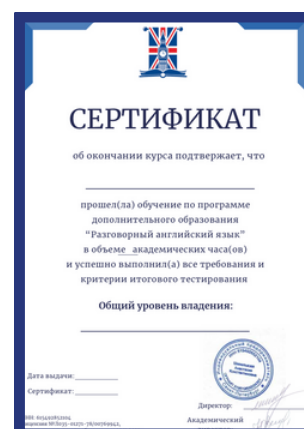 СЕРТИФИКАТ
об окончании курса подтверждает, что
прошел(ла) обучение по программе
дополнительного образования
“Разговорный английский язык”
в объеме академических часа(ов)
и успешно выполнил(а) все требования и
критерии итогового тестирования
Общий уровень владения:
Дата выдачи:
Сертификат:
Директор:
Академический